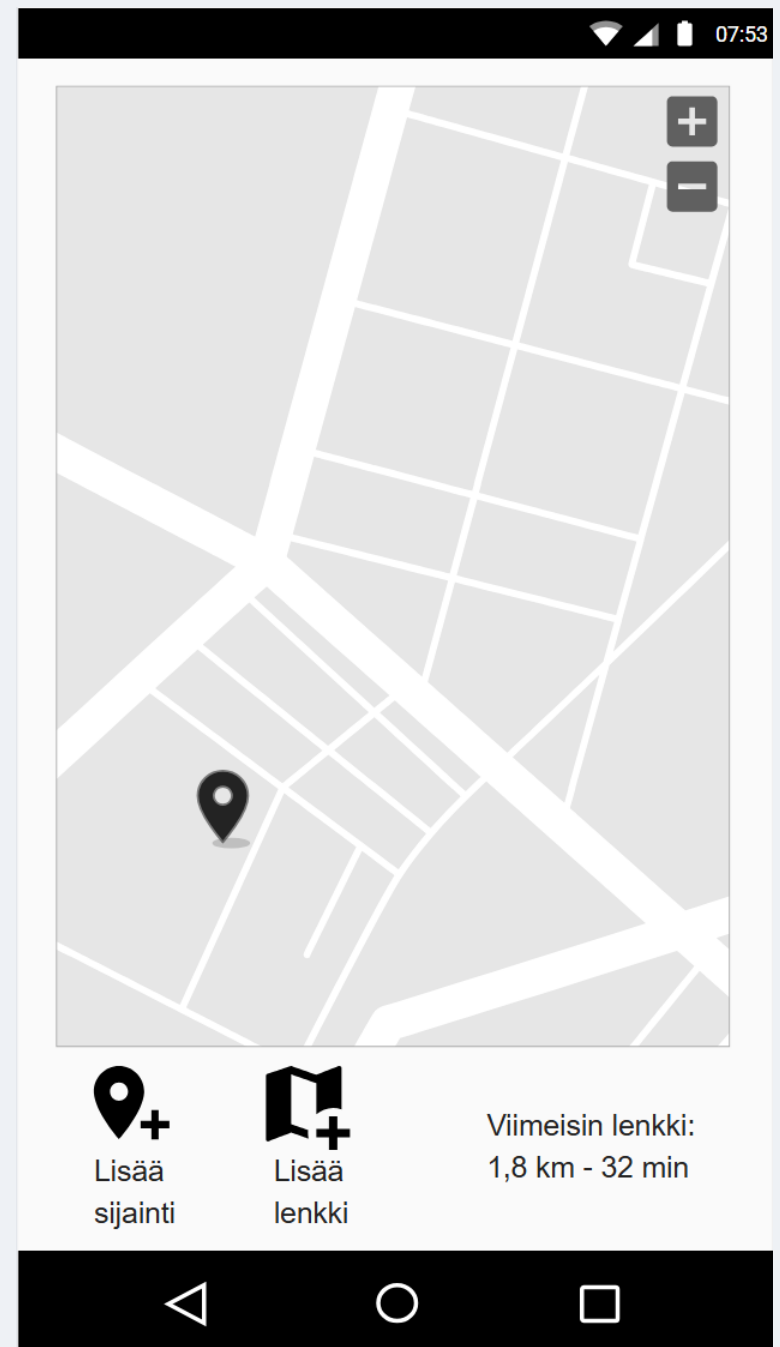 07:53
Lisää
sijainti
Lisää
lenkki
Viimeisin lenkki:
1,8 km - 32 min